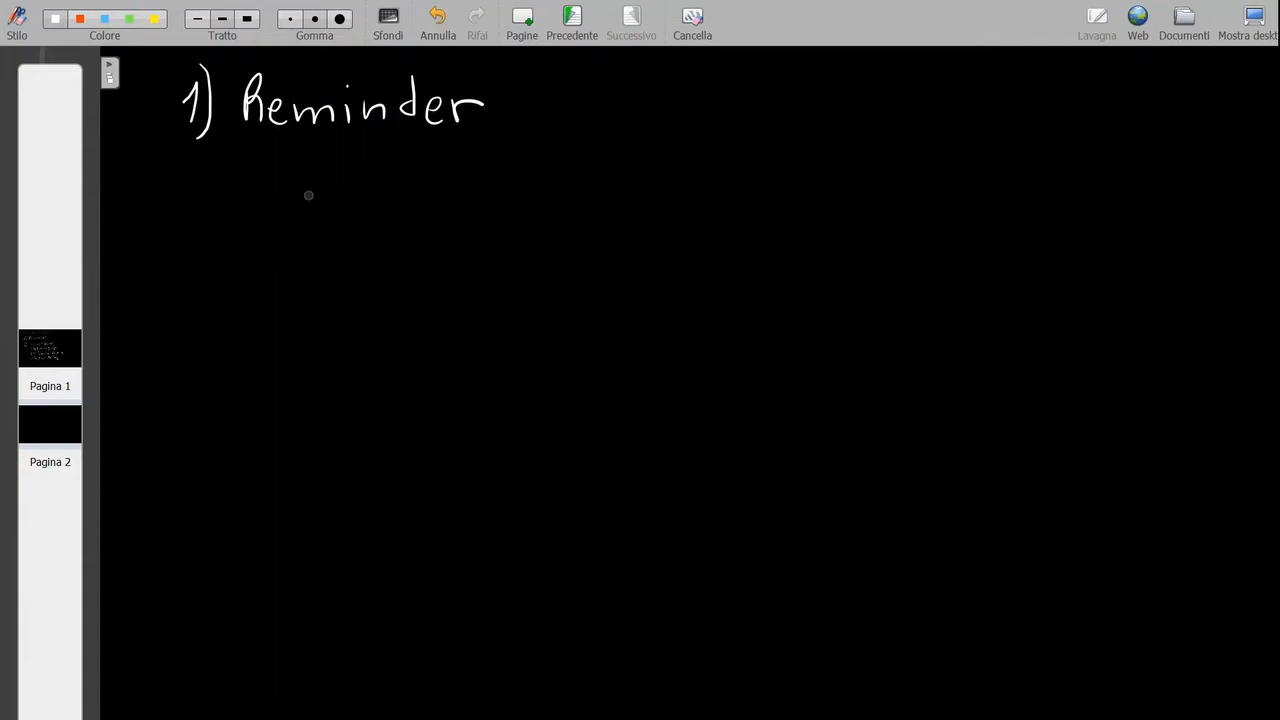 Stilo Colore Tratto Gomma Sfondi Annulla Rifai Pagine Precedente Successivo Cancella Lavagna Web Documenti Mostra deskt
1) Reminder
Pagina 1
Pagina 2